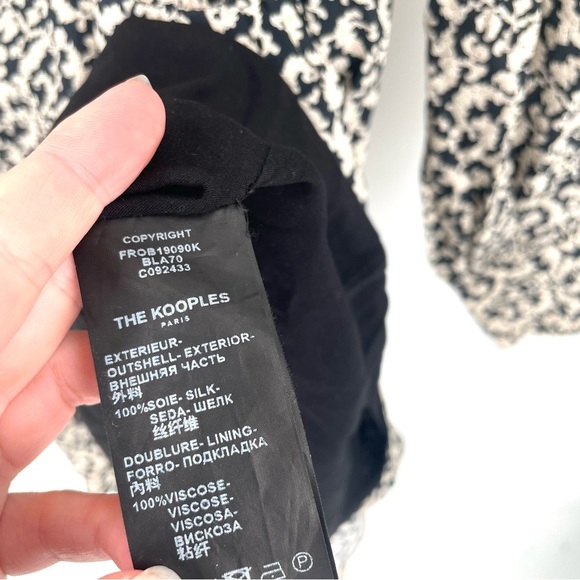 COPYRIGHT
FROB19090K
BLA70
C092433
THE KOOPLES
PARIS
EXTERIEUR-
OUTSHELL- EXTERIOR-
ВНЕШНЯЯ ЧАСТЬ
外料
100%SOIE- SILK-
SEDA- ШЕЛК
丝纤维
DOUBLURE- LINING-
FORRO- ПОДКЛАДКА
內料
100%VISCOSE-
VISCOSE-
VISCOSA-
ВИСКОЗА
粘纤
P